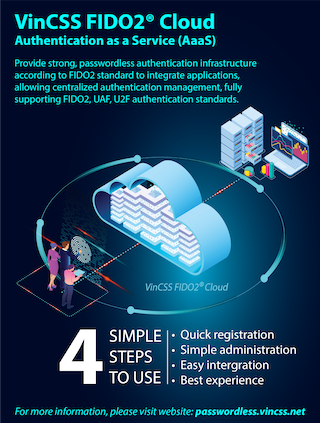 VinCSS FIDO2® Cloud
Authentication as a Service (AaaS)
Provide strong, passwordless authentication infrastructure
according to FIDO2 standard to integrate applications,
allowing centralized authentication management, fully
supporting FIDO2, UAF, U2F authentication standards.
VinCSS FIDO2® Cloud
4 SIMPLE STEPS TO USE
• Quick registration
• Simple administration
• Easy intergration
• Best experience
For more information, please visit website: passwordless.vincss.net